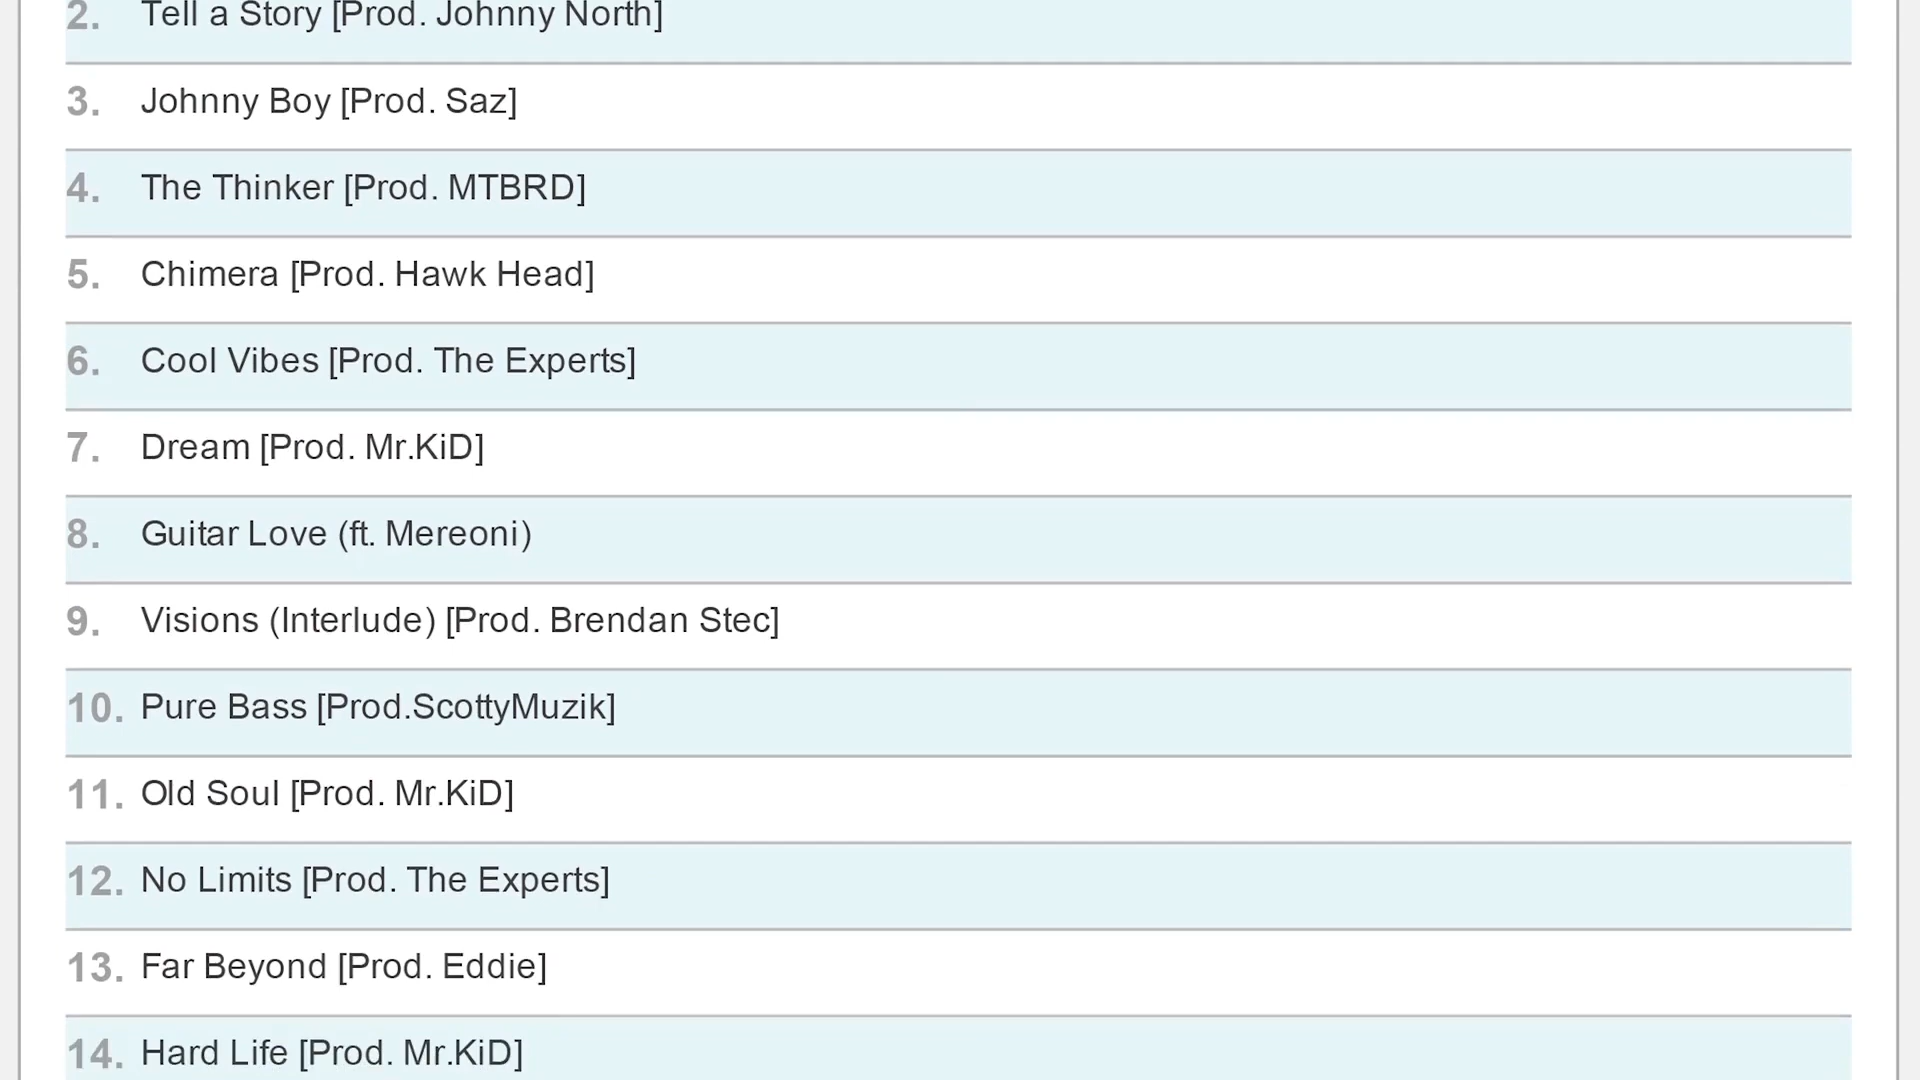 2. Tell a Story [Prod. Johnny North]
3. Johnny Boy [Prod. Saz]
4. The Thinker [Prod. MTBRD]
5. Chimera [Prod. Hawk Head]
6. Cool Vibes [Prod. The Experts]
7. Dream [Prod. Mr.KiD]
8. Guitar Love (ft. Mereoni)
9. Visions (Interlude) [Prod. Brendan Stec]
10. Pure Bass [Prod.ScottyMuzik]
11. Old Soul [Prod. Mr.KiD]
12. No Limits [Prod. The Experts]
13. Far Beyond [Prod. Eddie]
14. Hard Life [Prod. Mr.KiD]